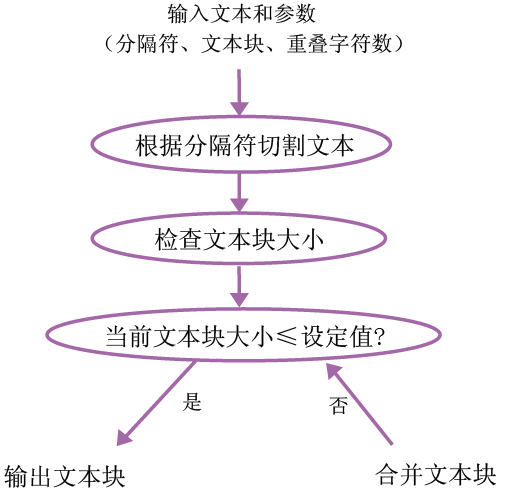 输入文本和参数
（分隔符、文本块、重叠字符数）
根据分隔符切割文本
检查文本块大小
当前文本块大小≤设定值?
是
否
输出文本块
合并文本块